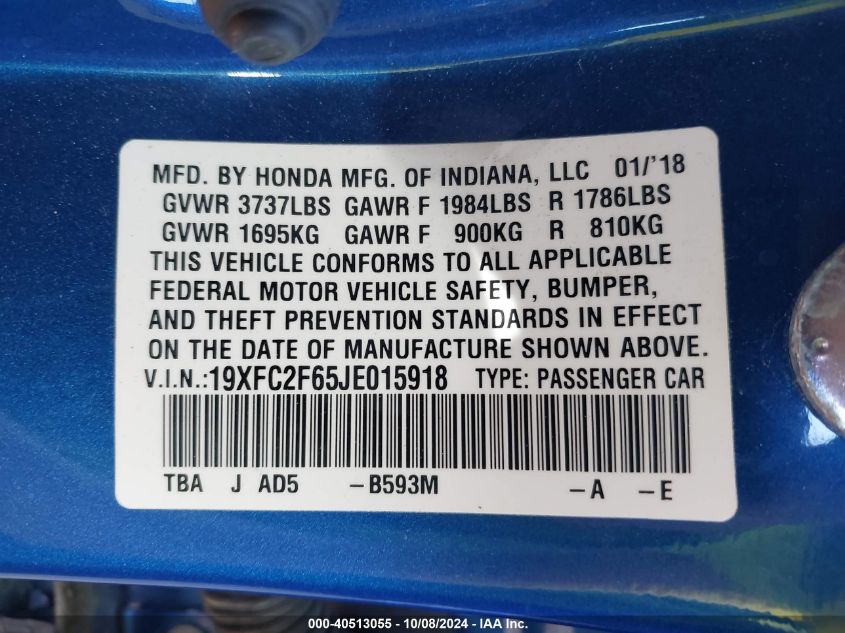 MFD. BY HONDA MFG. OF INDIANA, LLC 01/'18
GVWR 3737LBS GAWR F 1984LBS R 1786LBS
GVWR 1695KG GAWR F 900KG R 810KG
THIS VEHICLE CONFORMS TO ALL APPLICABLE
FEDERAL MOTOR VEHICLE SAFETY, BUMPER,
AND THEFT PREVENTION STANDARDS IN EFFECT
ON THE DATE OF MANUFACTURE SHOWN ABOVE.
V.I.N.:19XFC2F65JE015918 TYPE: PASSENGER CAR
TBA J AD5 -B593M -A -E
000-40513055 - 10/08/2024 - IAA Inc.